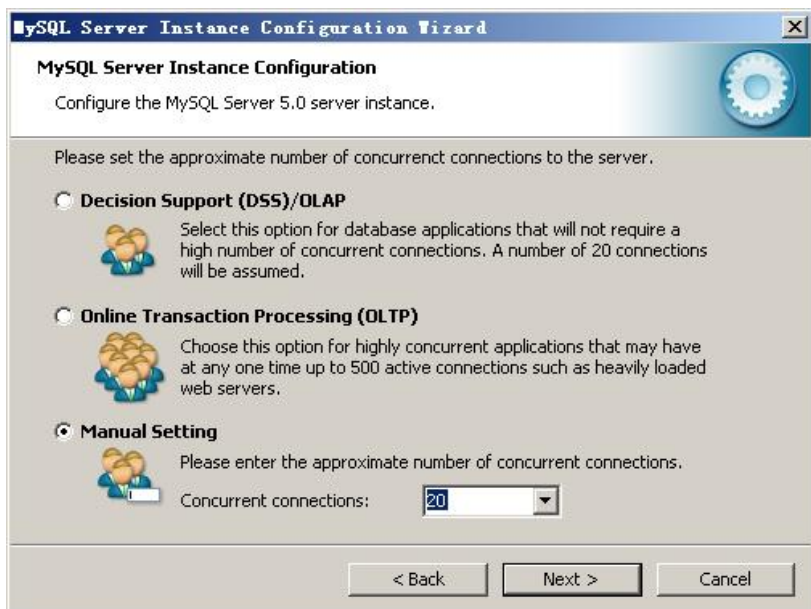 MySQL Server Instance Configuration Wizard
MySQL Server Instance Configuration
Configure the MySQL Server 5.0 server instance.
Please set the approximate number of concurrenct connections to the server.
Decision Support (DSS)/OLAP
Select this option for database applications that will not require a
high number of concurrent connections. A number of 20 connections
will be assumed.
Online Transaction Processing (OLTP)
Choose this option for highly concurrent applications that may have
at any one time up to 500 active connections such as heavily loaded
web servers.
Manual Setting
Please enter the approximate number of concurrent connections.
Concurrent connections: 20
< Back Next > Cancel